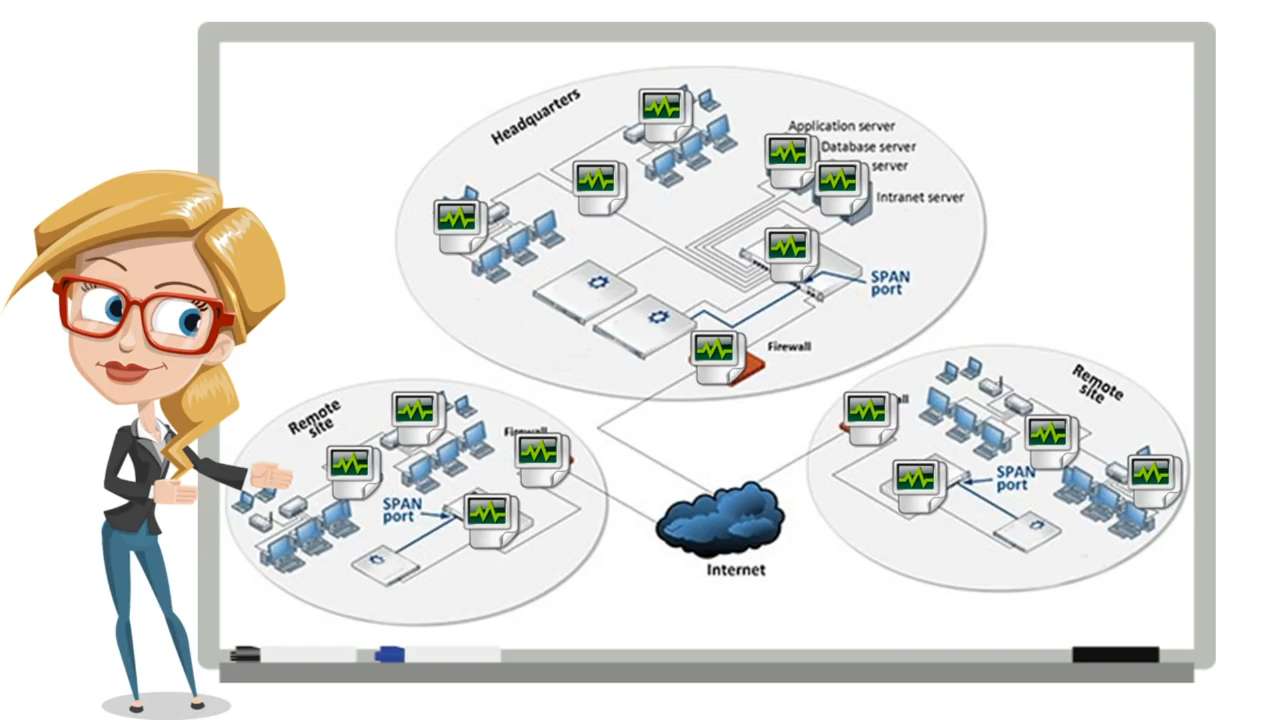 Headquarters
Application server
Database server
server
Intranet server
SPAN
port
Firewall
Remote
site
SPAN
port
Internet
Remote
site
SPAN
port